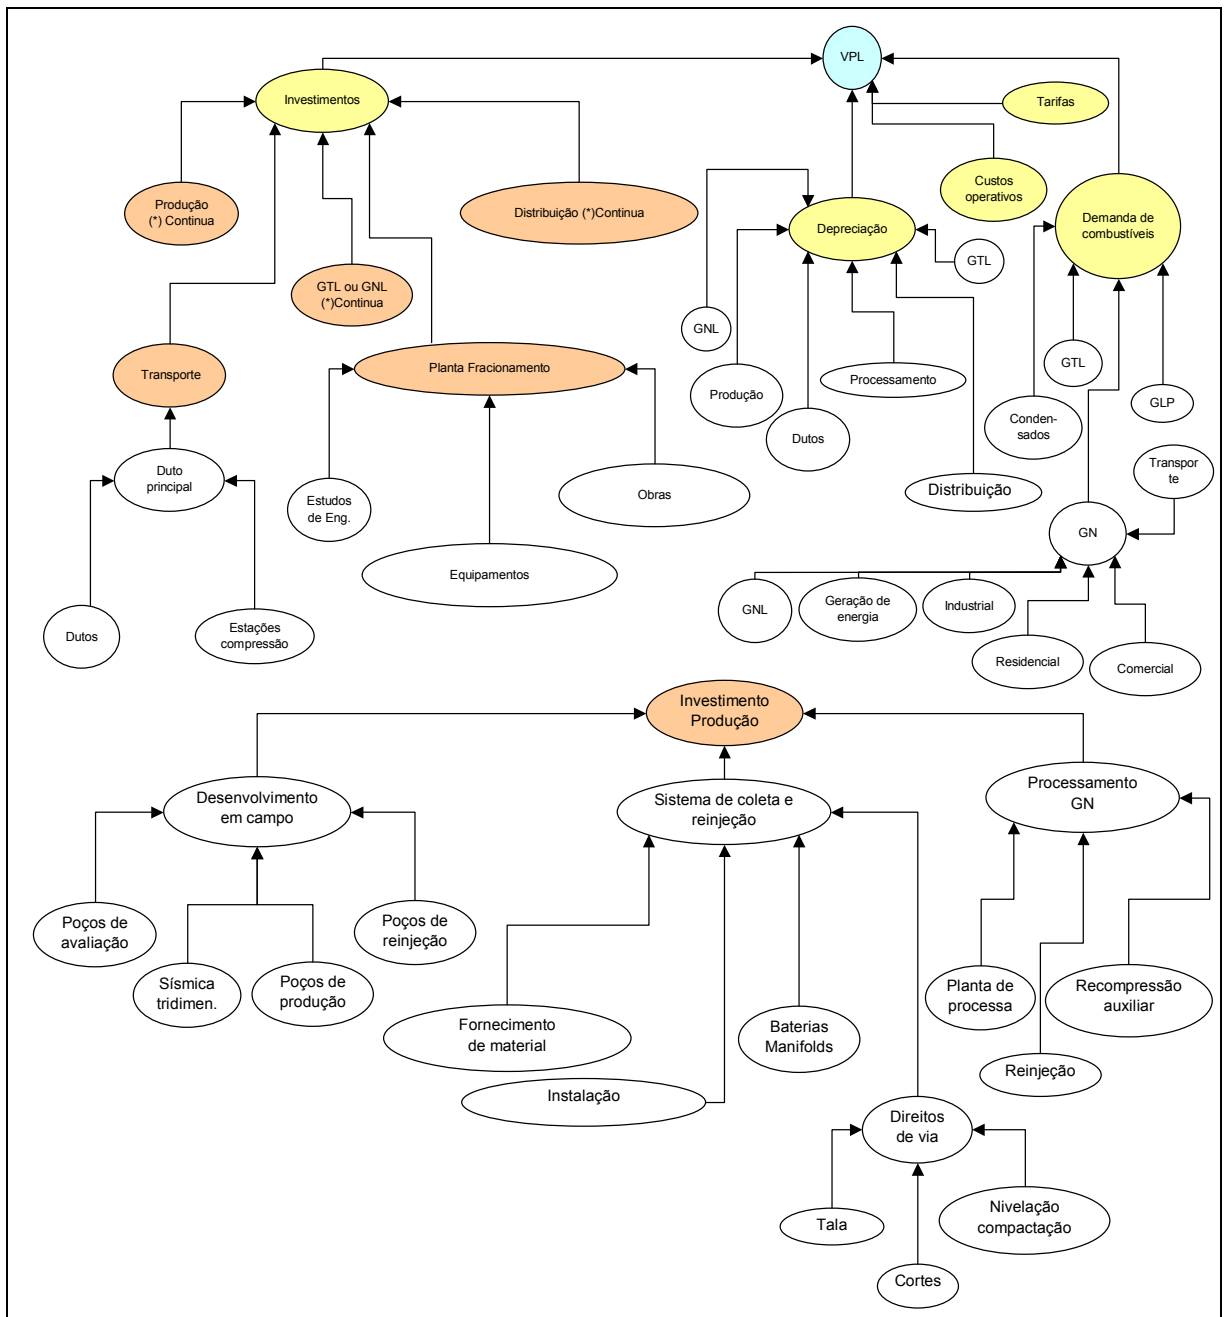 VPL
Investimentos
Tarifas
Produção
(*) Continua
Distribuição (*)Continua
Custos
operativos
Demanda de
combustíveis
Depreciação
GTL
GTL ou GNL
(*)Continua
GNL
Transporte
Planta Fracionamento
Processamento
GTL
Produção
GLP
Conden-
sados
Dutos
Duto
principal
Transpor
te
Estudos
de Eng.
Obras
Distribuição
GN
Equipamentos
GNL
Geração de
energia
Industrial
Dutos
Estações
compressão
Residencial
Comercial
Investimento
Produção
Desenvolvimento
em campo
Sistema de coleta e
reinjeção
Processamento
GN
Poços de
avaliação
Poços de
reinjeção
Sísmica
tridimen.
Poços de
produção
Planta de
processa
Recompressão
auxiliar
Fornecimento
de material
Baterias
Manifolds
Reinjeção
Instalação
Direitos
de via
Tala
Nivelação
compactação
Cortes